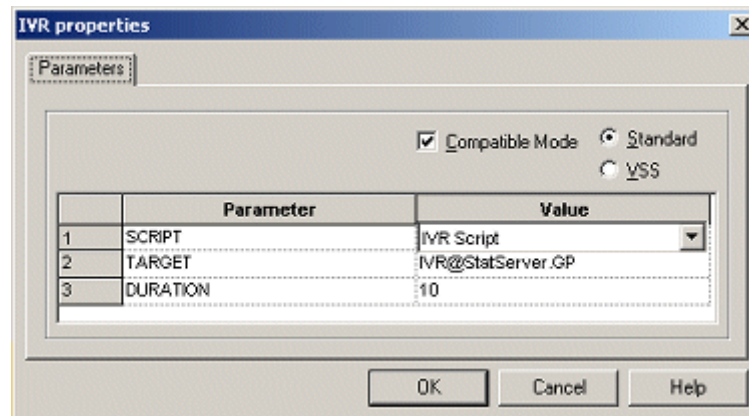 IVR properties
Parameters
Compatible Mode
Standard
VSS
Parameter Value
1 SCRIPT IVR Script
2 TARGET IVR@StatServer.GP
3 DURATION 10
OK Cancel Help